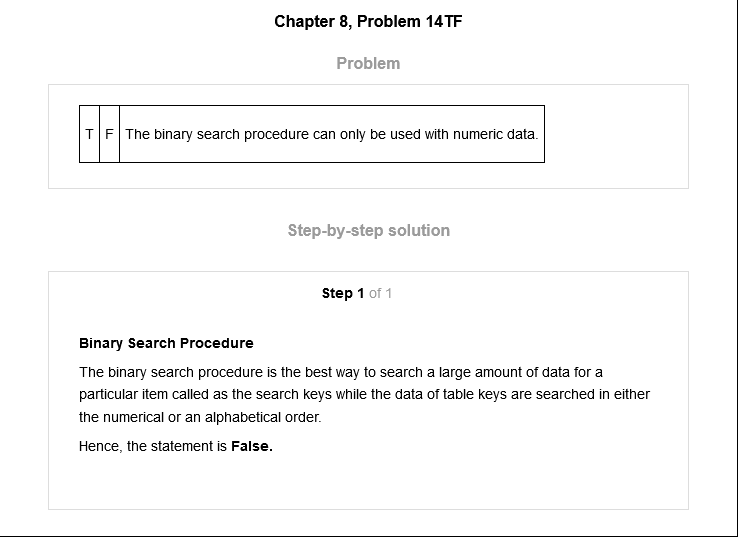 Chapter 8, Problem 14TF
Problem
T F The binary search procedure can only be used with numeric data.
Step-by-step solution
Step 1 of 1
Binary Search Procedure
The binary search procedure is the best way to search a large amount of data for a
particular item called as the search keys while the data of table keys are searched in either
the numerical or an alphabetical order.
Hence, the statement is False.